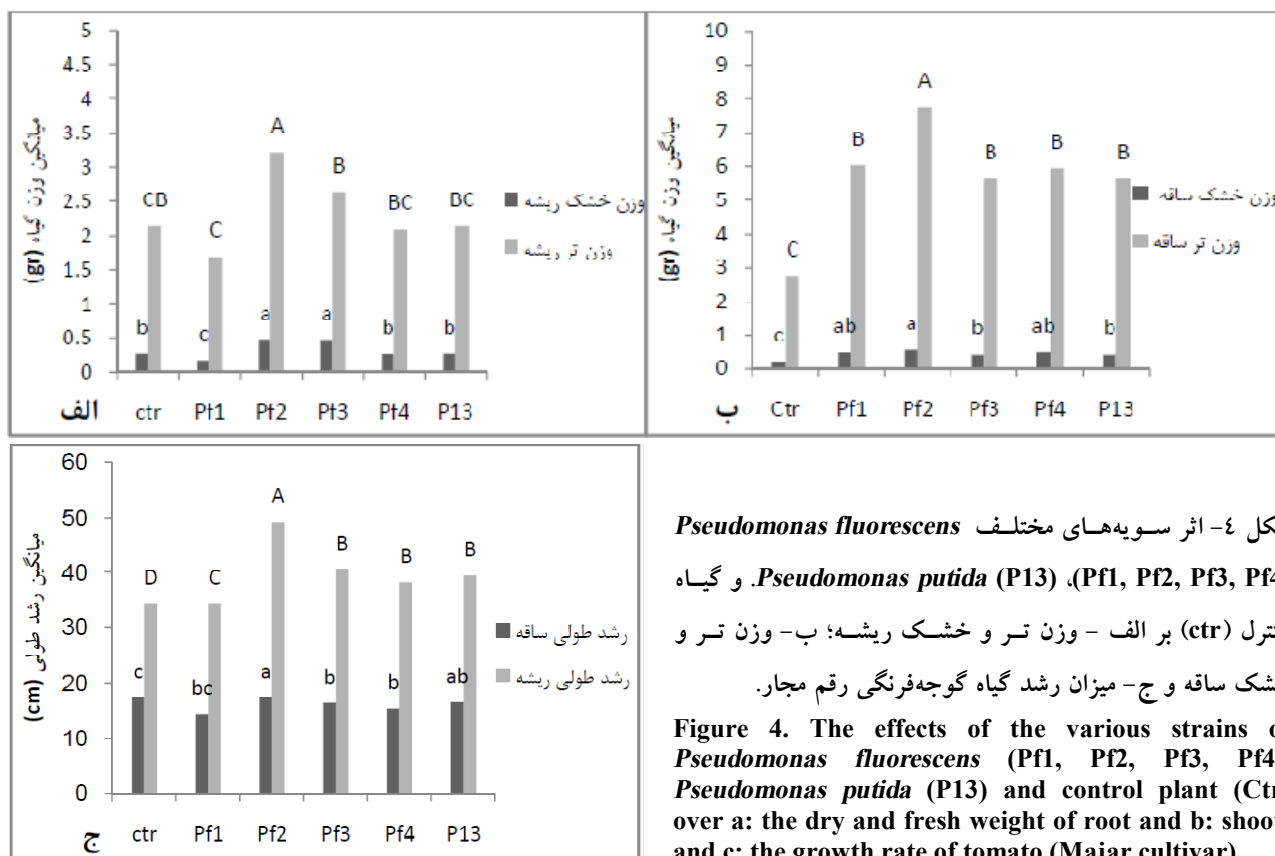 5
4.5
4
3.5
3
2.5
2
1.5
1
0.5
0
میانگین وزن گیاه (gr)
CB C A B BC BC
b c a a b b
وزن خشک ریشه
وزن تر ریشه
ctr Pf1 Pf2 Pf3 Pf4 P13
الف
10
9
8
7
6
5
4
3
2
1
0
میانگین وزن گیاه (gr)
C B A B B B
c ab a b ab b
وزن خشک ساقه
وزن تر ساقه
Ctr Pf1 Pf2 Pf3 Pf4 P13
ب
60
50
40
30
20
10
0
میانگین رشد طولی (cm)
D C A B B B
c bc a b b ab
رشد طولی ساقه
رشد طولی ریشه
ctr Pf1 Pf2 Pf3 Pf4 P13
ج
کل ٤- اثر سویه‌های مختلف Pseudomonas fluorescens
(Pf1, Pf2, Pf3, Pf4)، Pseudomonas putida (P13). و گیاه
نترل (ctr) بر الف - وزن تر و خشک ریشه؛ ب- وزن تر و
شک ساقه و ج- میزان رشد گیاه گوجه‌فرنگی رقم مجار.
Figure 4. The effects of the various strains o
Pseudomonas fluorescens (Pf1, Pf2, Pf3, Pf4
Pseudomonas putida (P13) and control plant (Ctr
over a: the dry and fresh weight of root and b: shoot
and c: the growth rate of tomato (Majar cultivar)